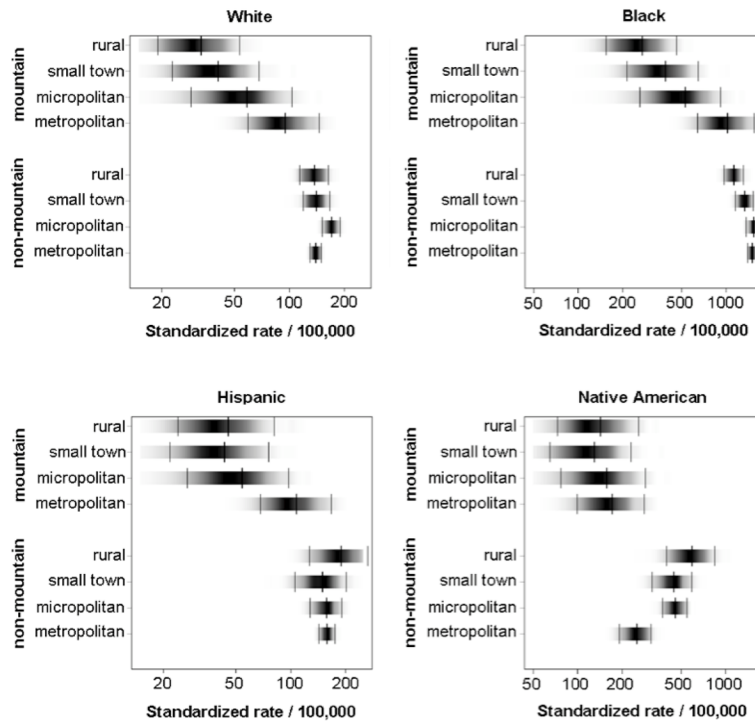 White
mountain
rural
small town
micropolitan
metropolitan
non-mountain
rural
small town
micropolitan
metropolitan
20 50 100 200
Standardized rate / 100,000
Black
mountain
rural
small town
micropolitan
metropolitan
non-mountain
rural
small town
micropolitan
metropolitan
50 100 200 500 1000
Standardized rate / 100,000
Hispanic
mountain
rural
small town
micropolitan
metropolitan
non-mountain
rural
small town
micropolitan
metropolitan
20 50 100 200
Standardized rate / 100,000
Native American
mountain
rural
small town
micropolitan
metropolitan
non-mountain
rural
small town
micropolitan
metropolitan
50 100 200 500 1000
Standardized rate / 100,000